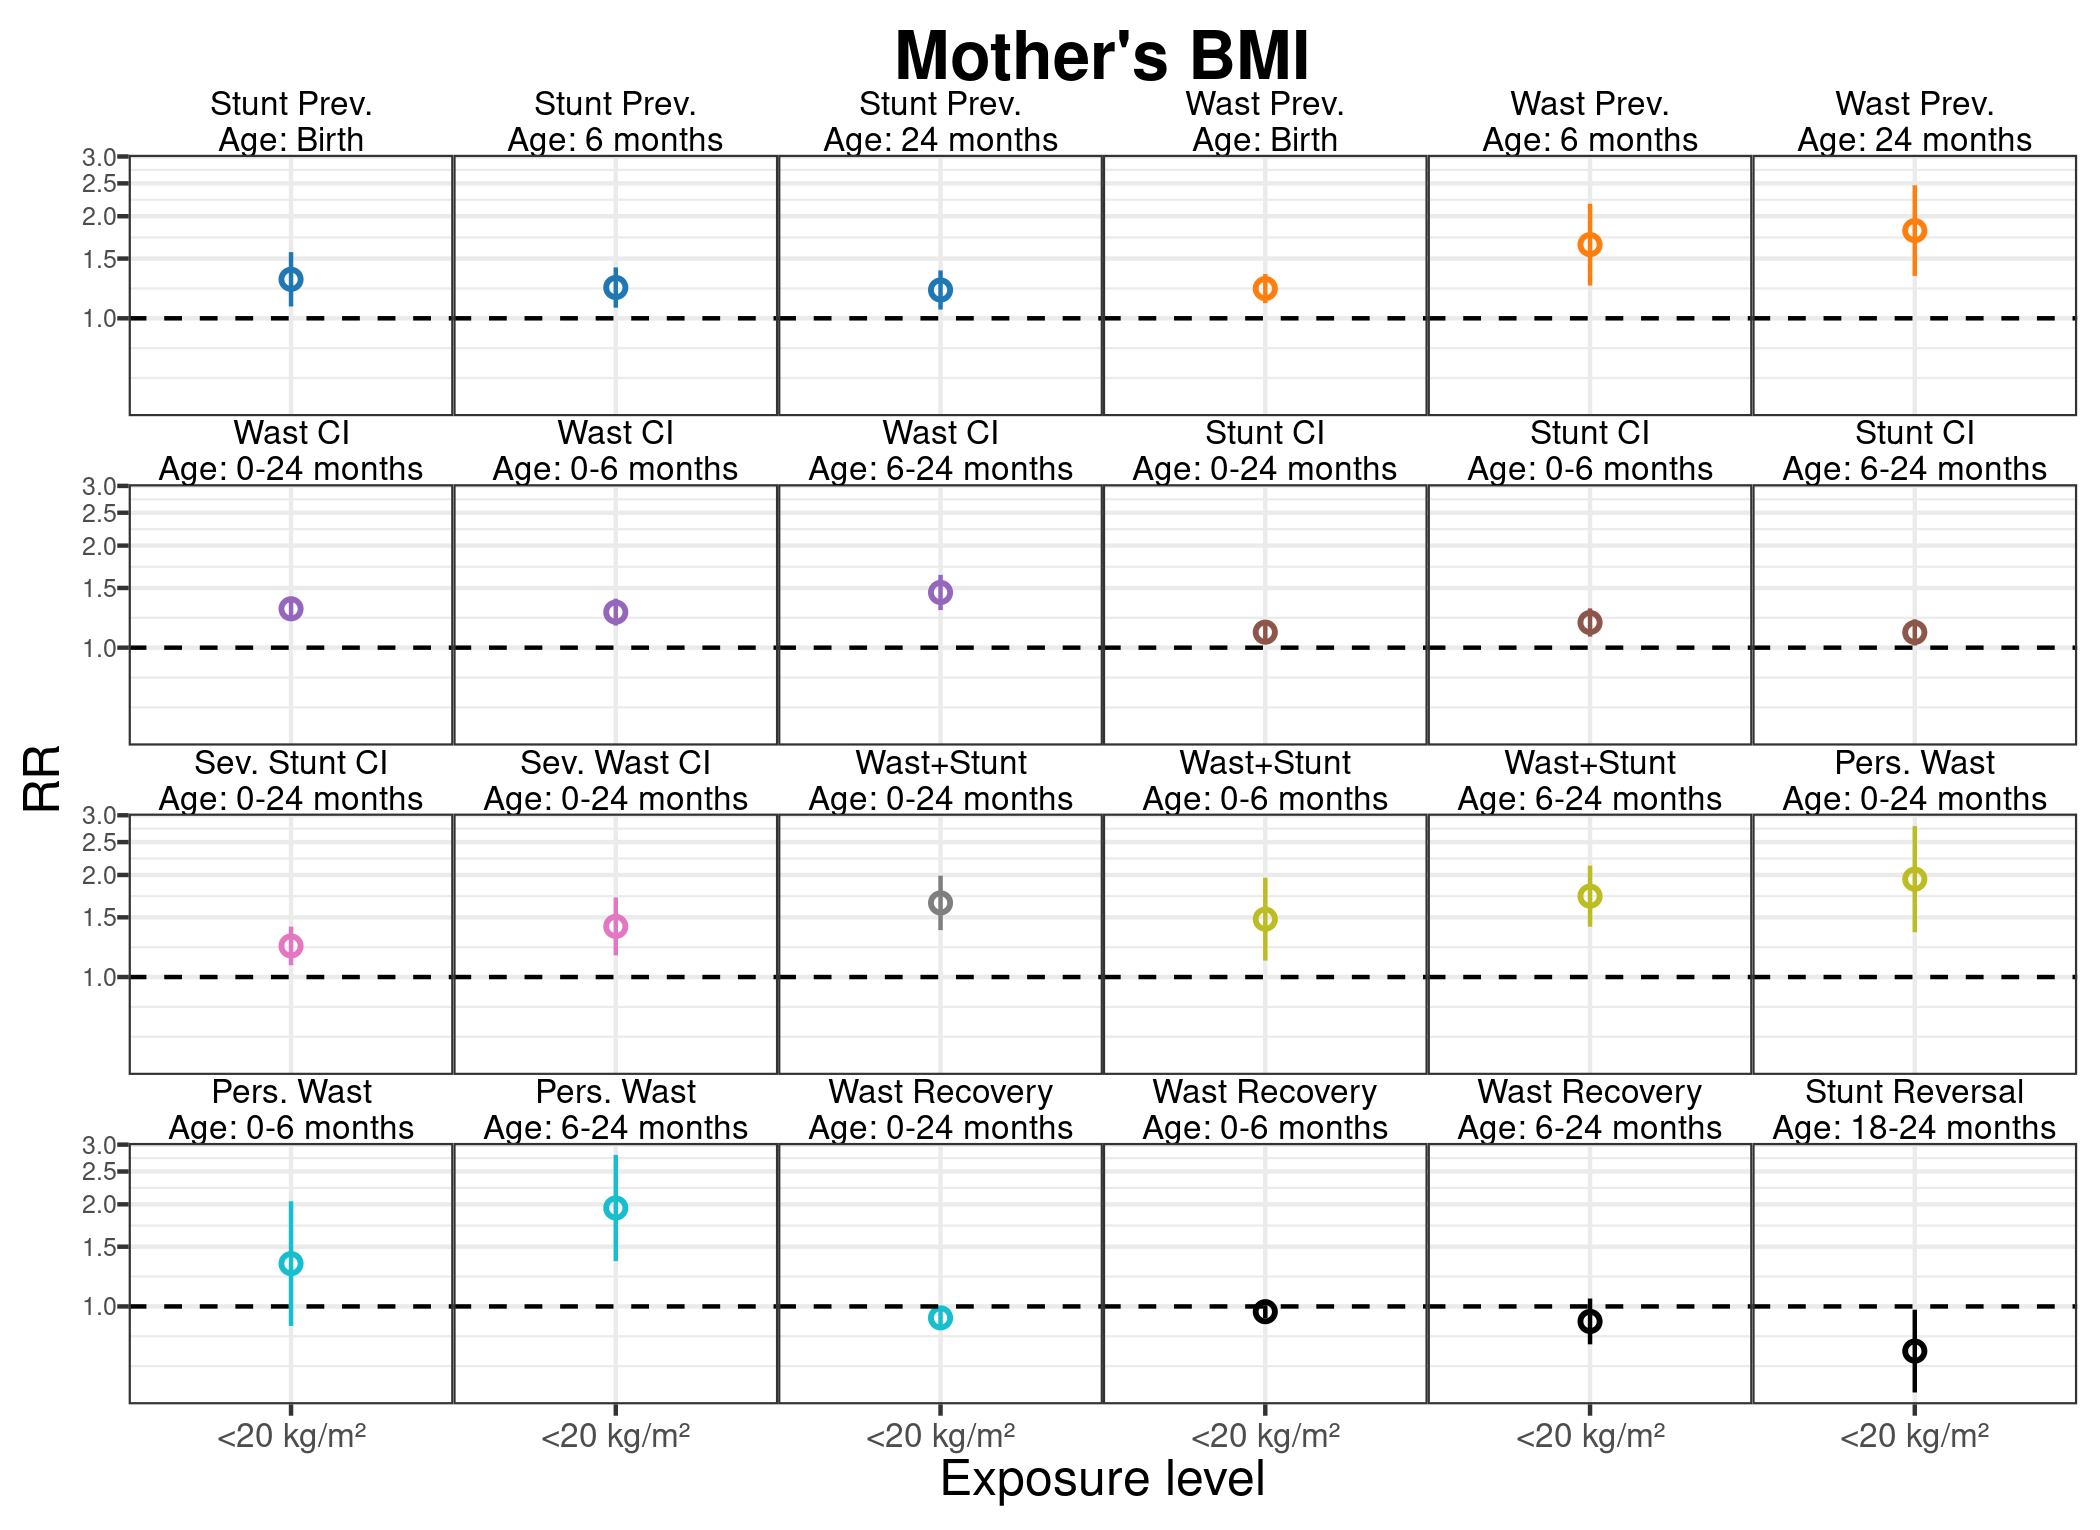 Mother's BMI
Stunt Prev.
Age: Birth
Stunt Prev.
Age: 6 months
Stunt Prev.
Age: 24 months
Wast Prev.
Age: Birth
Wast Prev.
Age: 6 months
Wast Prev.
Age: 24 months
3.0
2.5
2.0
1.5
1.0
Wast CI
Age: 0-24 months
Wast CI
Age: 0-6 months
Wast CI
Age: 6-24 months
Stunt CI
Age: 0-24 months
Stunt CI
Age: 0-6 months
Stunt CI
Age: 6-24 months
3.0
2.5
2.0
1.5
1.0
RR
Sev. Stunt CI
Age: 0-24 months
Sev. Wast CI
Age: 0-24 months
Wast+Stunt
Age: 0-24 months
Wast+Stunt
Age: 0-6 months
Wast+Stunt
Age: 6-24 months
Pers. Wast
Age: 0-24 months
3.0
2.5
2.0
1.5
1.0
Pers. Wast
Age: 0-6 months
Pers. Wast
Age: 6-24 months
Wast Recovery
Age: 0-24 months
Wast Recovery
Age: 0-6 months
Wast Recovery
Age: 6-24 months
Stunt Reversal
Age: 18-24 months
3.0
2.5
2.0
1.5
1.0
<20 kg/m²
<20 kg/m²
<20 kg/m²
<20 kg/m²
<20 kg/m²
<20 kg/m²
Exposure level